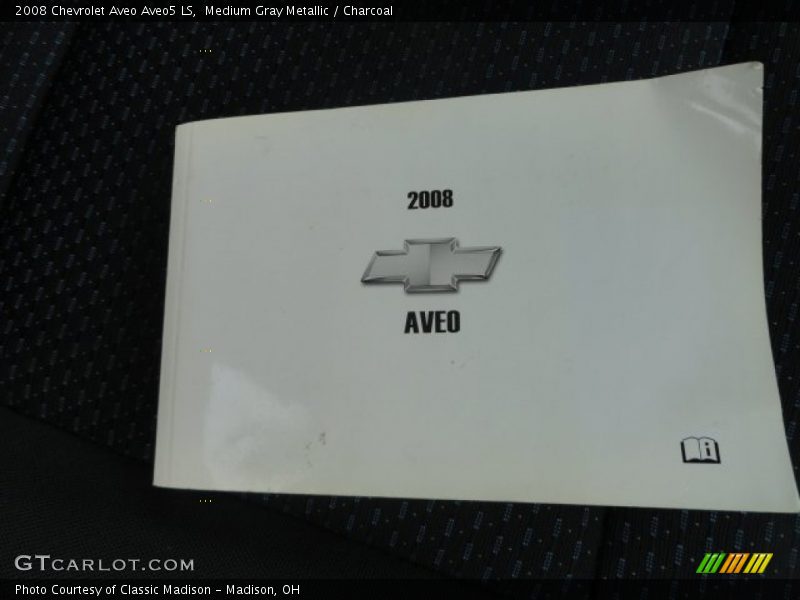 2008 Chevrolet Aveo Aveo5 LS,  Medium Gray Metallic / Charcoal
2008
AVEO
i
GTCARLOT.COM
Photo Courtesy of Classic Madison - Madison, OH